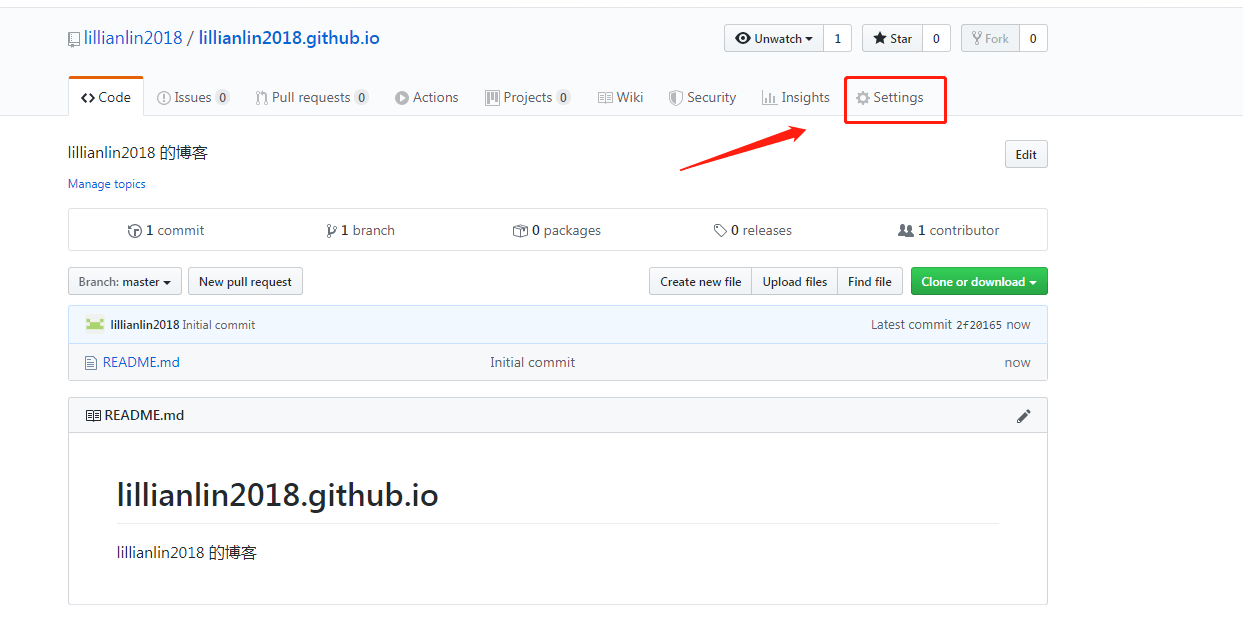 lillianlin2018 / lillianlin2018.github.io
Unwatch 1 Star 0 Fork 0
Code Issues 0 Pull requests 0 Actions Projects 0 Wiki Security Insights Settings
lillianlin2018 的博客 Edit
Manage topics
1 commit 1 branch 0 packages 0 releases 1 contributor
Branch: master New pull request Create new file Upload files Find file Clone or download
lillianlin2018 Initial commit Latest commit 2f20165 now
README.md Initial commit now
README.md
lillianlin2018.github.io
lillianlin2018 的博客